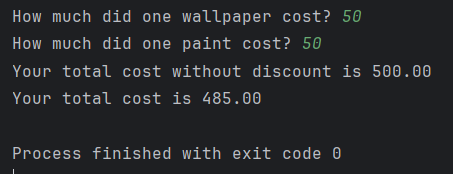 How much did one wallpaper cost? 50
How much did one paint cost? 50
Your total cost without discount is 500.00
Your total cost is 485.00
Process finished with exit code 0